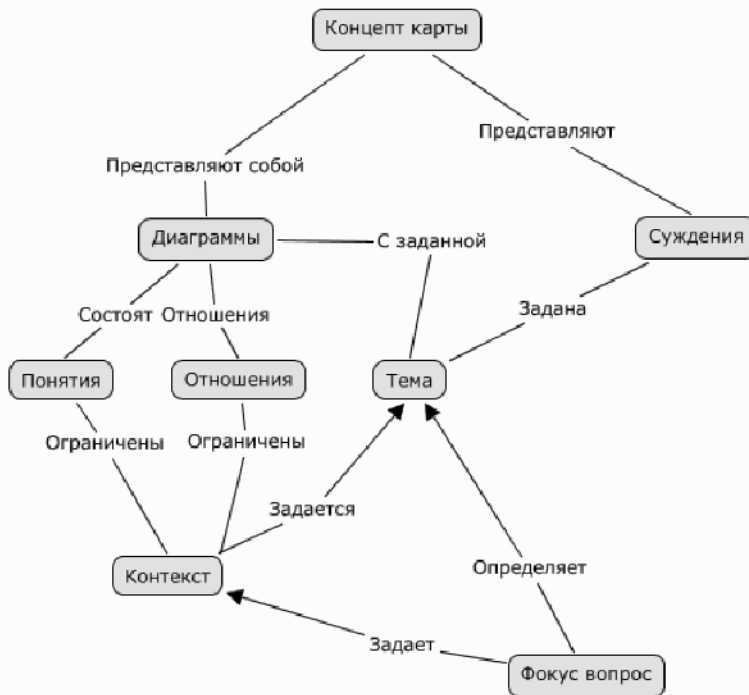 Концепт карты
Представляют
Представляют собой
Диаграммы
С заданной
Суждения
Состоят
Отношения
Задана
Понятия
Отношения
Тема
Ограничены
Ограничены
Задается
Контекст
Определяет
Задает
Фокус вопрос